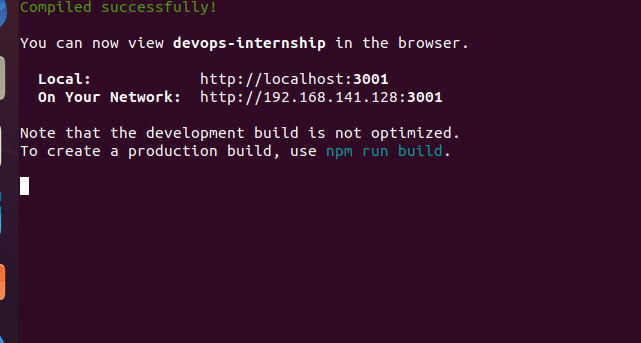 Compiled successfully!
You can now view devops-internship in the browser.
Local: http://localhost:3001
On Your Network: http://192.168.141.128:3001
Note that the development build is not optimized.
To create a production build, use npm run build.